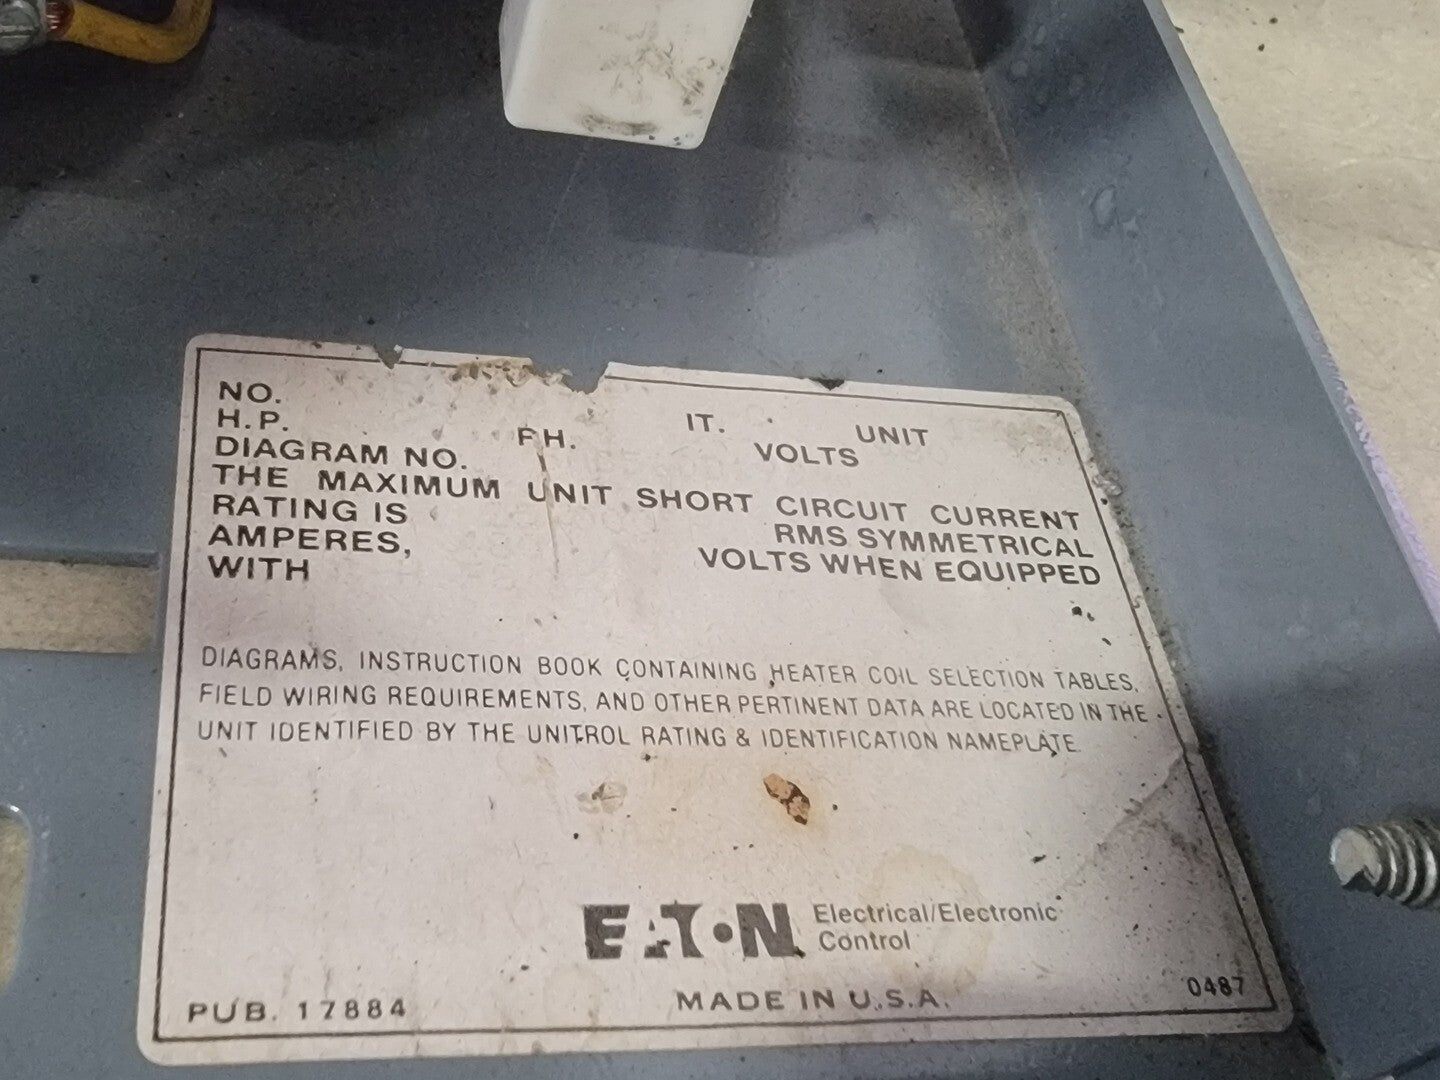 NO. IT. UNIT
H.P. PH. VOLTS
DIAGRAM NO.
THE MAXIMUM UNIT SHORT CIRCUIT CURRENT
RATING IS RMS SYMMETRICAL
AMPERES, VOLTS WHEN EQUIPPED
WITH
DIAGRAMS, INSTRUCTION BOOK CONTAINING HEATER COIL SELECTION TABLES,
FIELD WIRING REQUIREMENTS, AND OTHER PERTINENT DATA ARE LOCATED IN THE
UNIT IDENTIFIED BY THE UNITROL RATING & IDENTIFICATION NAMEPLATE.
EATON Electrical/Electronic
Control
PUB. 17884 MADE IN U.S.A. 0487